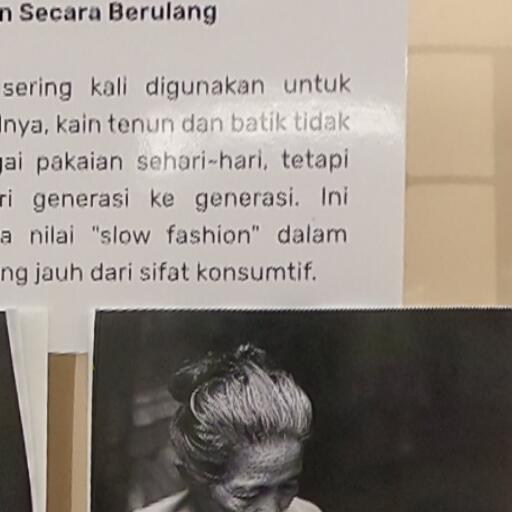 n Secara Berulang
sering kali digunakan untuk
lnya, kain tenun dan batik tidak
gai pakaian sehari-hari, tetapi
ri generasi ke generasi. Ini
a nilai "slow fashion" dalam
ng jauh dari sifat konsumtif.